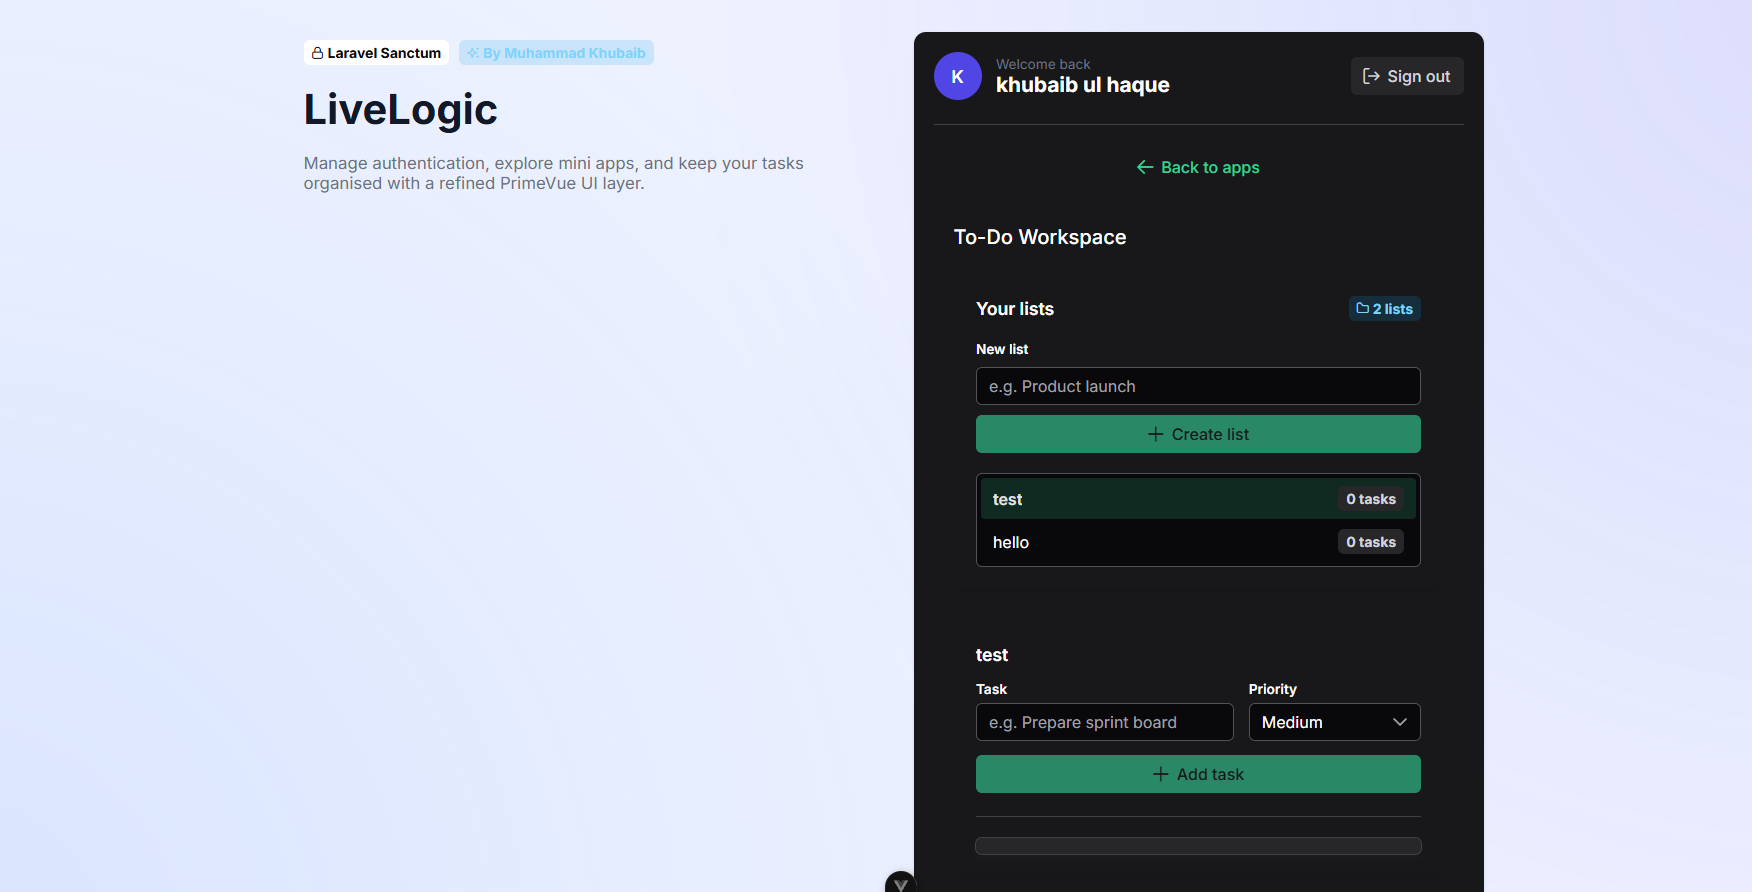 Laravel Sanctum
By Muhammad Khubaib
LiveLogic
Manage authentication, explore mini apps, and keep your tasks
organised with a refined PrimeVue UI layer.
K
Welcome back
khubaib ul haque
Sign out
Back to apps
To-Do Workspace
Your lists
2 lists
New list
e.g. Product launch
Create list
test
0 tasks
hello
0 tasks
test
Task
Priority
e.g. Prepare sprint board
Medium
Add task